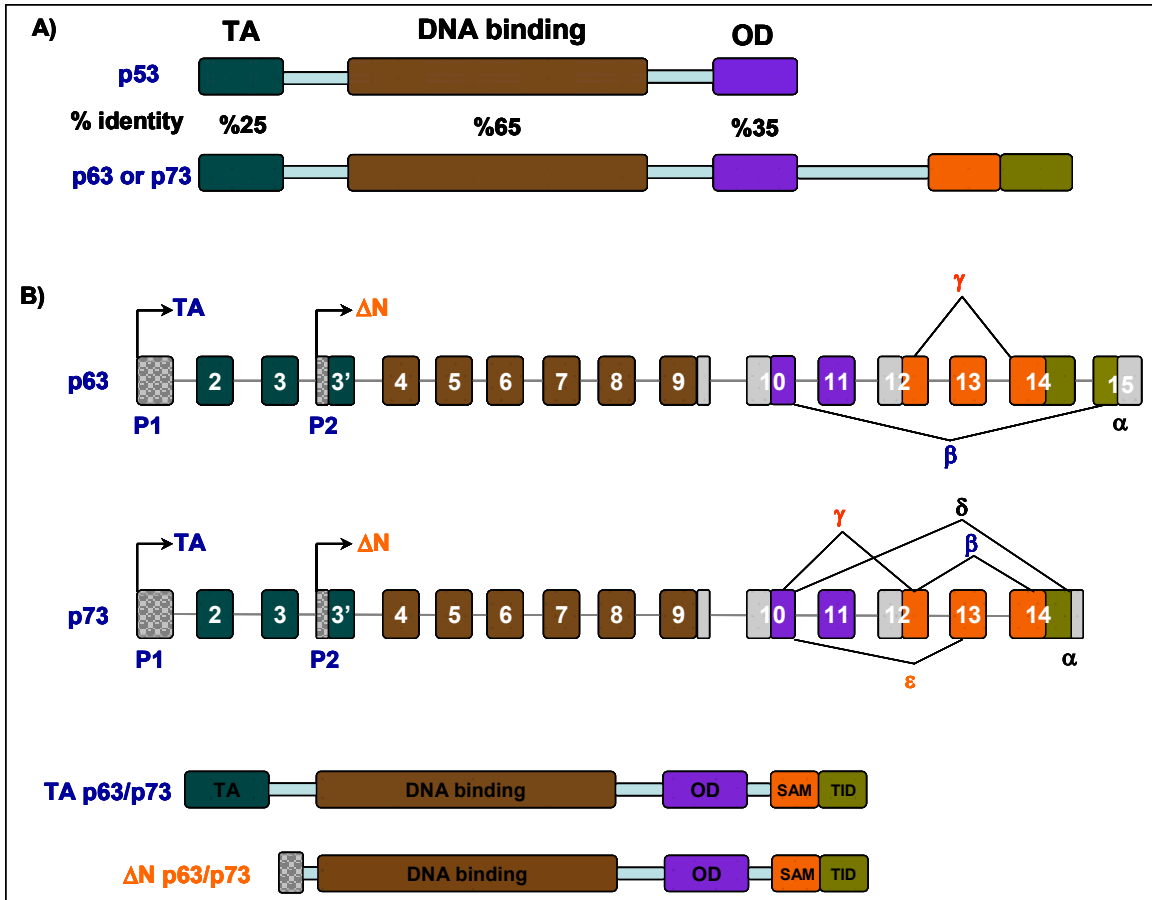 A)
TA DNA binding OD
p53
% identity %25 %65 %35
p63 or p73
B)
γ
TA ΔN
p63 2 3 3’ 4 5 6 7 8 9 10 11 12 13 14 15
P1 P2 α
β
δ
γ
β
TA ΔN
p73 2 3 3’ 4 5 6 7 8 9 10 11 12 13 14
P1 P2 α
ε
TA p63/p73 TA DNA binding OD SAM TID
ΔN p63/p73 DNA binding OD SAM TID